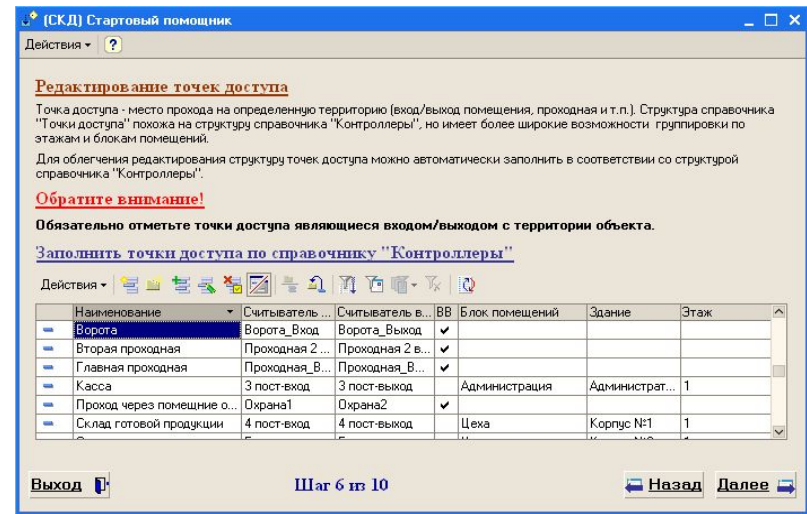 (СКД) Стартовый помощник
Действия
Редактирование точек доступа
Точка доступа - место прохода на определенную территорию (вход/выход помещения, проходная и т.п.). Структура справочника
"Точки доступа" похожа на структуру справочника "Контроллеры", но имеет более широкие возможности группировки по
этажам и блокам помещений.
Для облегчения редактирования структуру точек доступа можно автоматически заполнить в соответствии со структурой
справочника "Контроллеры".
Обратите внимание!
Обязательно отметьте точки доступа являющиеся входом/выходом с территории объекта.
Заполнить точки доступа по справочнику "Контроллеры"
Действия
Наименование Считыватель ... Считыватель в... ВВ Блок помещений Здание Этаж
Ворота Ворота_Вход Ворота_Выход
Вторая проходная Проходная 2 ... Проходная 2 в...
Главная проходная Проходная_В... Проходная_В...
Касса 3 пост-вход 3 пост-выход Администрация Администрат... 1
Проход через помещние о... Охрана1 Охрана2
Склад готовой продукции 4 пост-вход 4 пост-выход Цеха Корпус №1 1
Выход Шаг 6 из 10 Назад Далее